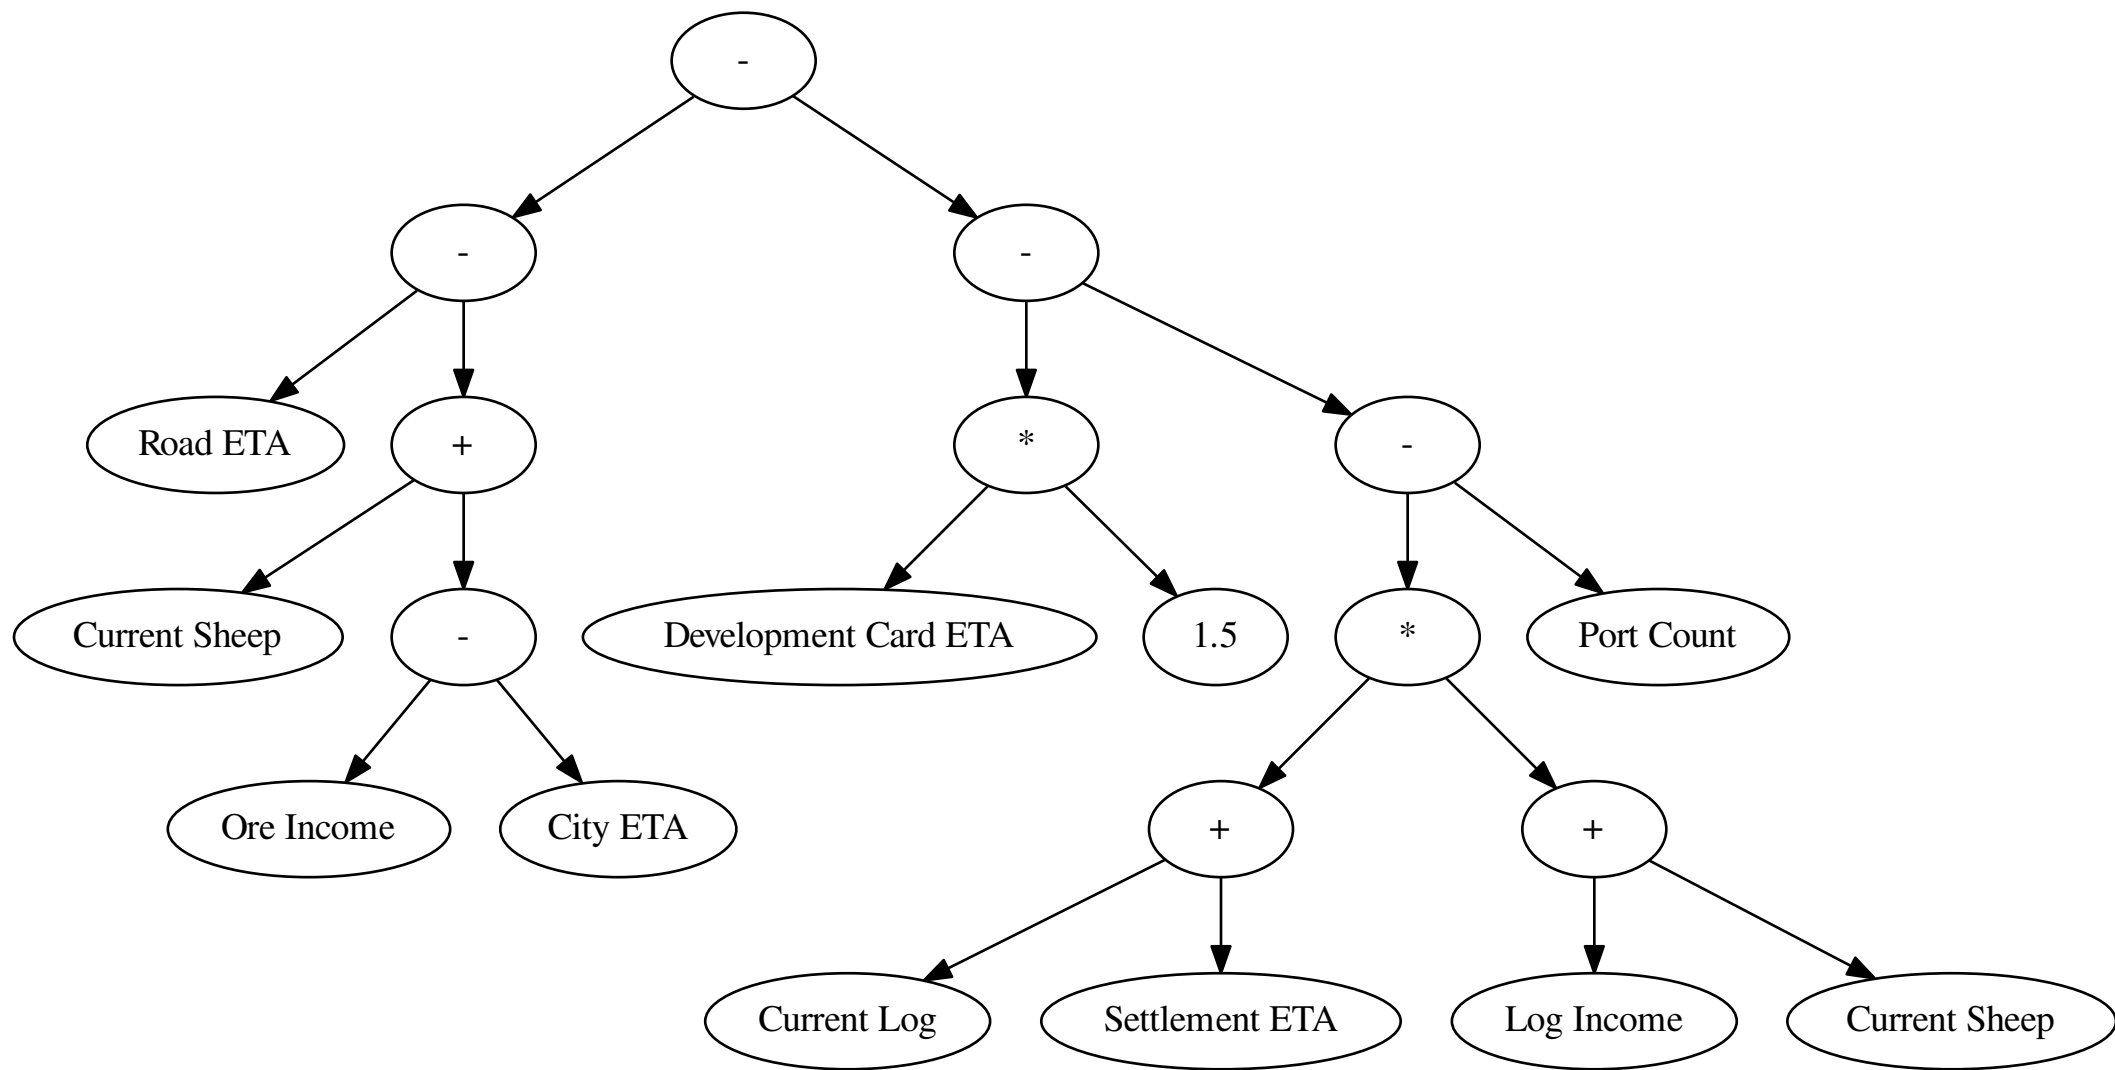 -
-
-
Road ETA
+
*
-
Current Sheep
-
Development Card ETA
1.5
*
Port Count
Ore Income
City ETA
+
+
Current Log
Settlement ETA
Log Income
Current Sheep